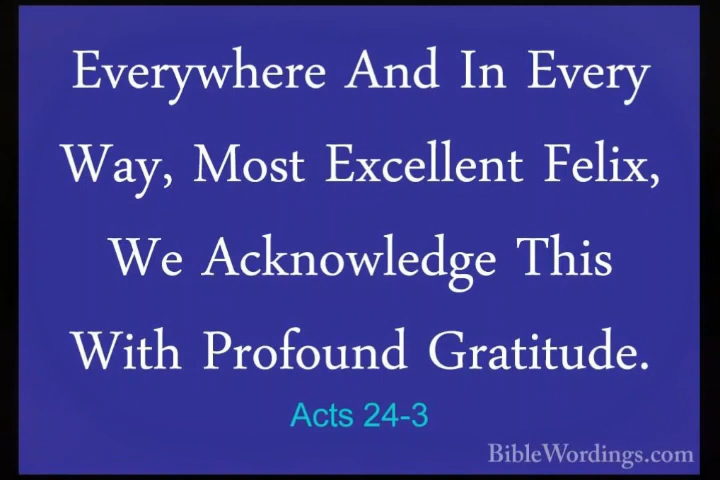 Everywhere And In Every
Way, Most Excellent Felix,
We Acknowledge This
With Profound Gratitude.
Acts 24-3
BibleWordings.com